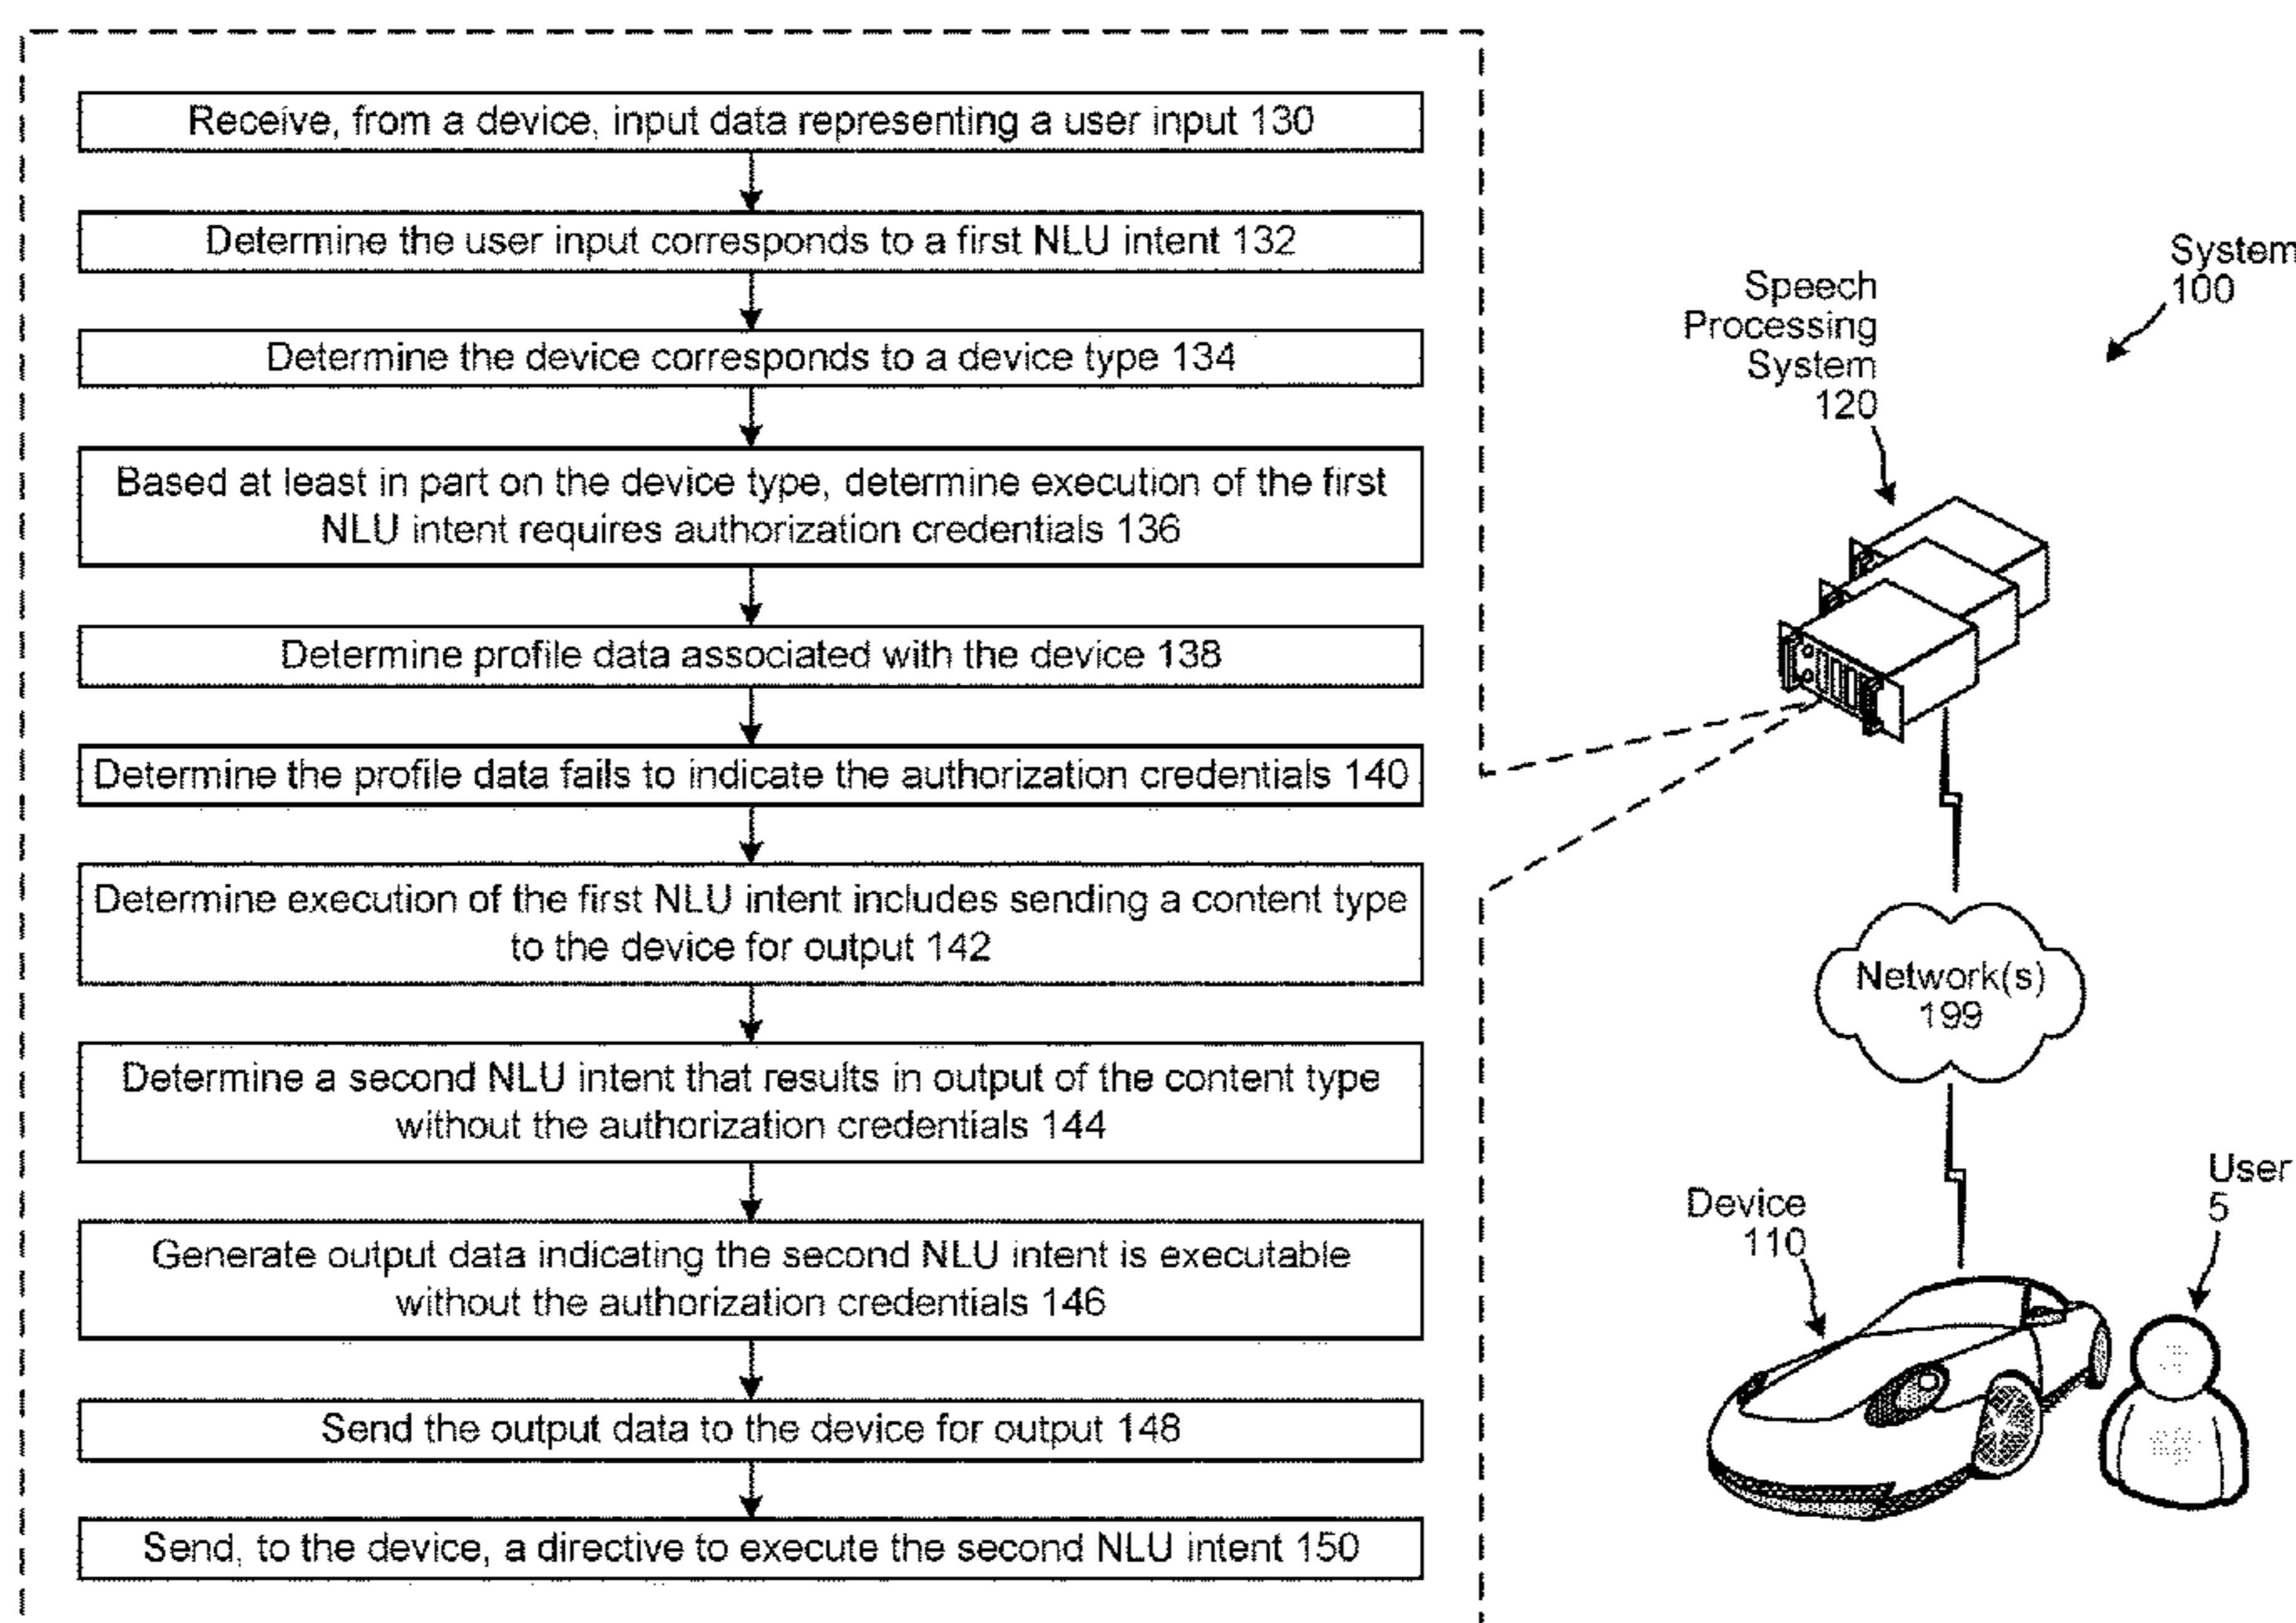 Receive, from a device, input data representing a user input 130
Determine the user input corresponds to a first NLU intent 132
Determine the device corresponds to a device type 134
Based at least in part on the device type, determine execution of the first
NLU intent requires authorization credentials 136
Determine profile data associated with the device 138
Determine the profile data fails to indicate the authorization credentials 140
Determine execution of the first NLU intent includes sending a content type
to the device for output 142
Determine a second NLU intent that results in output of the content type
without the authorization credentials 144
Generate output data indicating the second NLU intent is executable
without the authorization credentials 146
Send the output data to the device for output 148
Send, to the device, a directive to execute the second NLU intent 150
System
100
Speech
Processing
System
120
Network(s)
199
Device
110
User
5